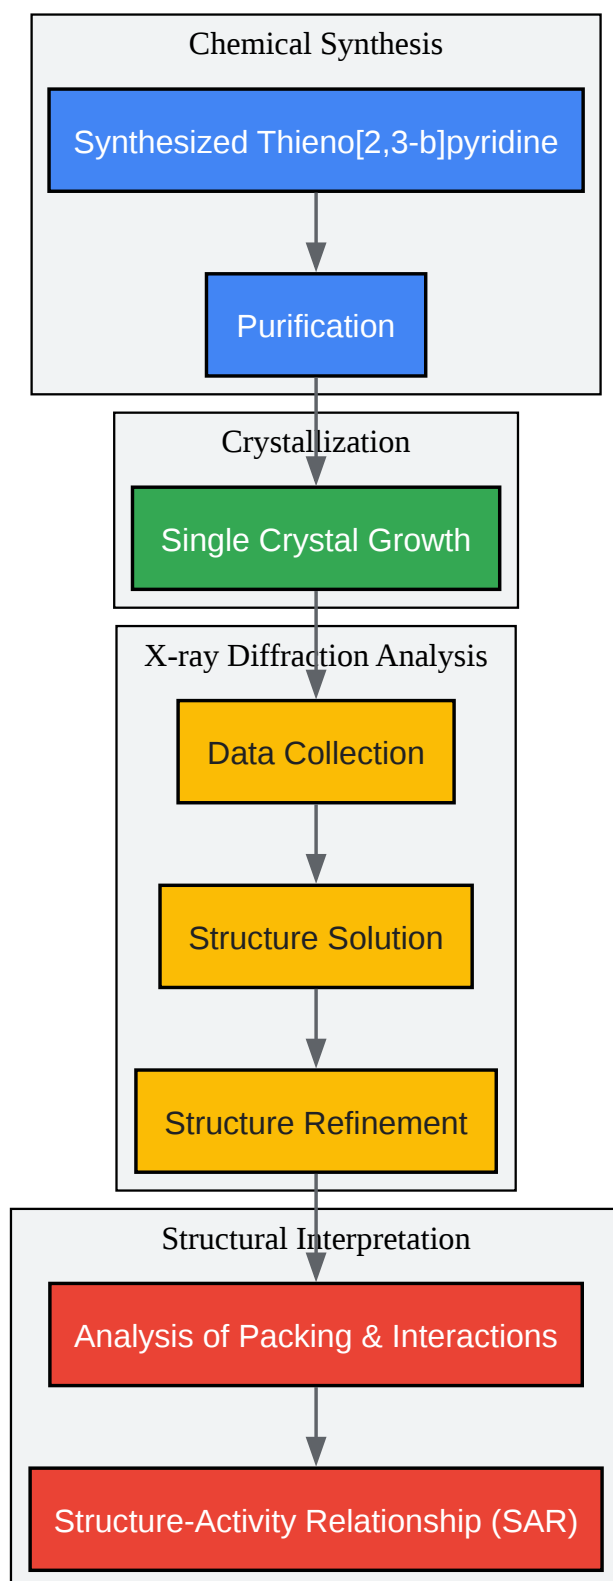 Chemical Synthesis
Synthesized Thieno[2,3-b]pyridine
Purification
Crystallization
Single Crystal Growth
X-ray Diffraction Analysis
Data Collection
Structure Solution
Structure Refinement
Structural Interpretation
Analysis of Packing & Interactions
Structure-Activity Relationship (SAR)